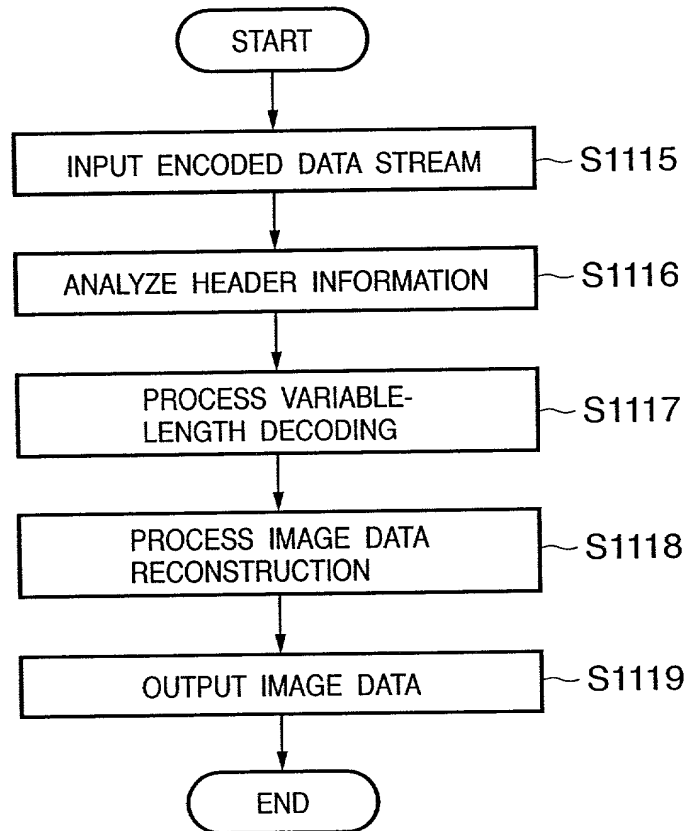 START
INPUT ENCODED DATA STREAM
S1115
ANALYZE HEADER INFORMATION
S1116
PROCESS VARIABLE-
LENGTH DECODING
S1117
PROCESS IMAGE DATA
RECONSTRUCTION
S1118
OUTPUT IMAGE DATA
S1119
END